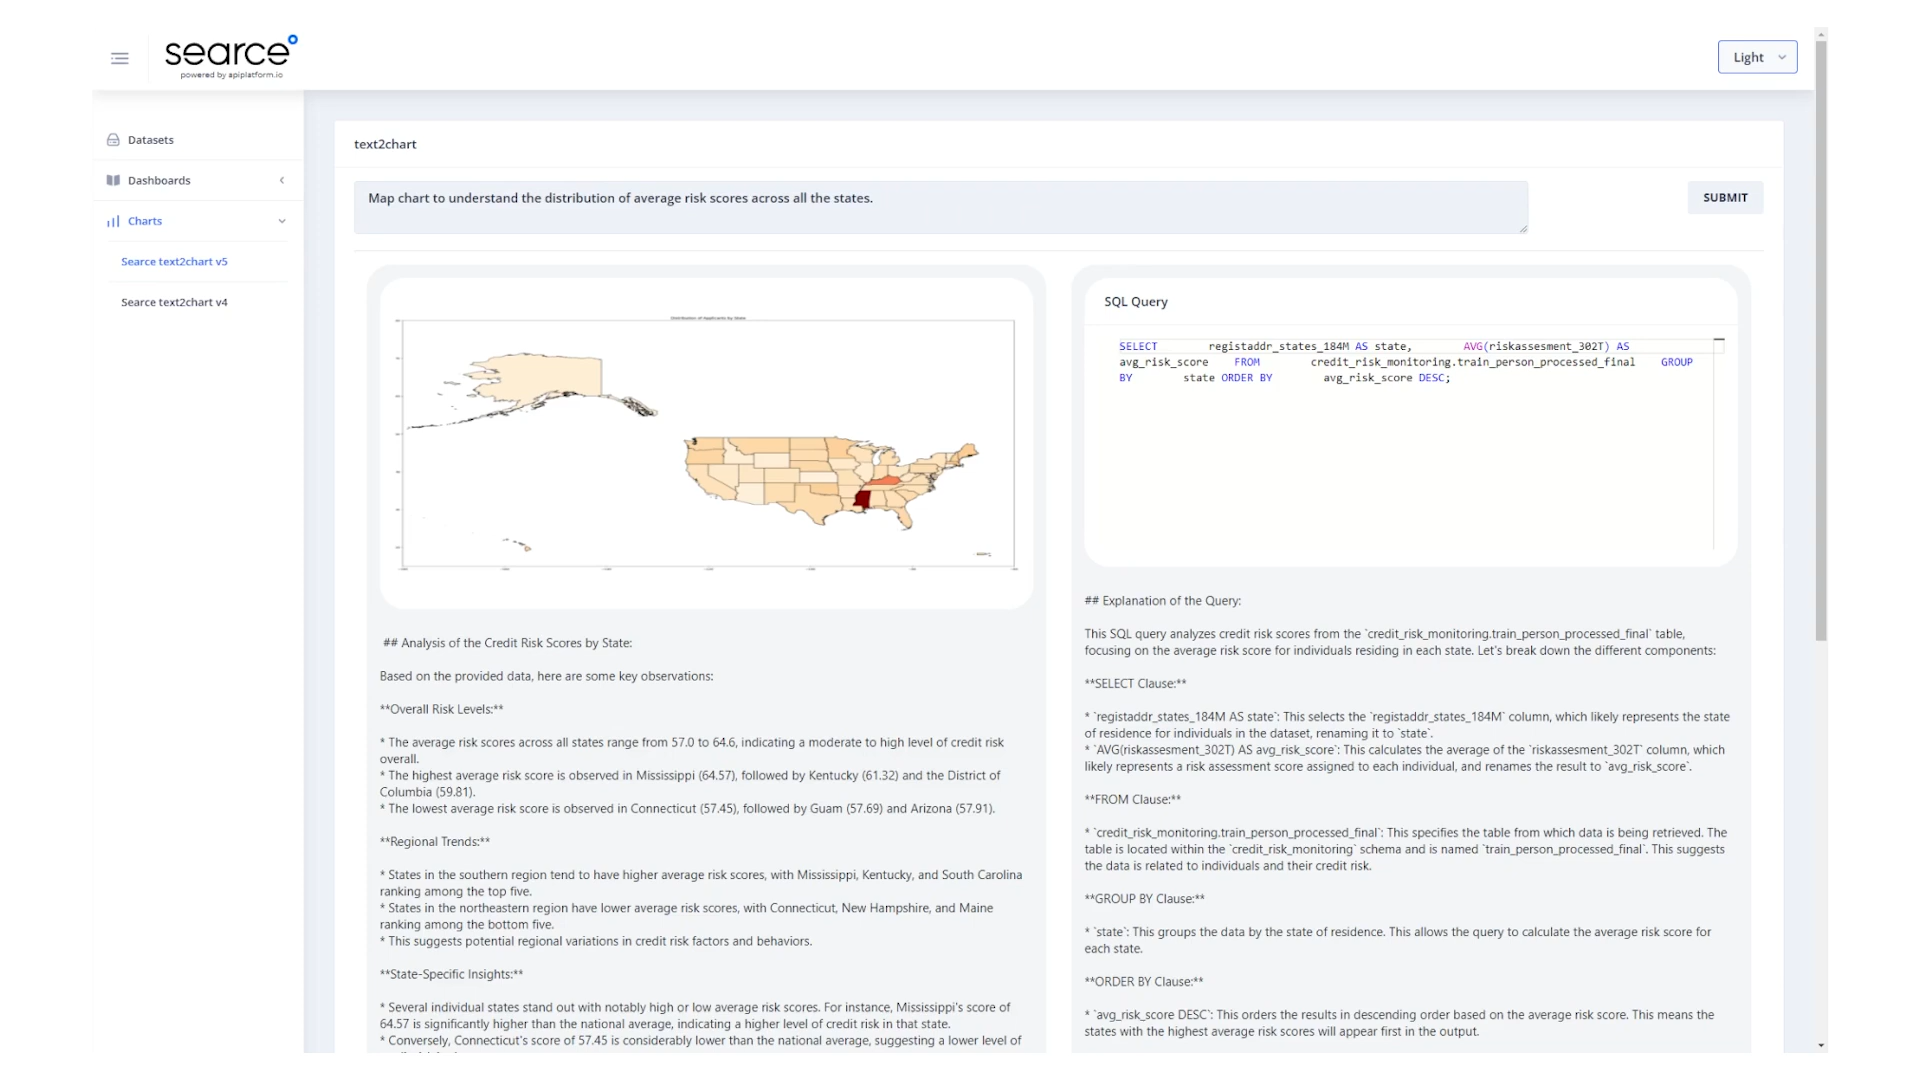 searce
powered by apiplatform.io
Light
Datasets
Dashboards
Charts
Searce text2chart v5
Searce text2chart v4
text2chart
Map chart to understand the distribution of average risk scores across all the states.
SUBMIT
Distribution of Applicants by State
## Analysis of the Credit Risk Scores by State:
Based on the provided data, here are some key observations:
**Overall Risk Levels:**
* The average risk scores across all states range from 57.0 to 64.6, indicating a moderate to high level of credit risk
overall.
* The highest average risk score is observed in Mississippi (64.57), followed by Kentucky (61.32) and the District of
Columbia (59.81).
* The lowest average risk score is observed in Connecticut (57.45), followed by Guam (57.69) and Arizona (57.91).
**Regional Trends:**
* States in the southern region tend to have higher average risk scores, with Mississippi, Kentucky, and South Carolina
ranking among the top five.
* States in the northeastern region have lower average risk scores, with Connecticut, New Hampshire, and Maine
ranking among the bottom five.
* This suggests potential regional variations in credit risk factors and behaviors.
**State-Specific Insights:**
* Several individual states stand out with notably high or low average risk scores. For instance, Mississippi's score of
64.57 is significantly higher than the national average, indicating a higher level of credit risk in that state.
* Conversely, Connecticut's score of 57.45 is considerably lower than the national average, suggesting a lower level of
SQL Query
SELECT registaddr_states_184M AS state, AVG(riskassesment_302T) AS
avg_risk_score FROM credit_risk_monitoring.train_person_processed_final GROUP
BY state ORDER BY avg_risk_score DESC;
## Explanation of the Query:
This SQL query analyzes credit risk scores from the `credit_risk_monitoring.train_person_processed_final` table,
focusing on the average risk score for individuals residing in each state. Let's break down the different components:
**SELECT Clause:**
* `registaddr_states_184M AS state`: This selects the `registaddr_states_184M` column, which likely represents the state
of residence for individuals in the dataset, renaming it to `state`.
* `AVG(riskassesment_302T) AS avg_risk_score`: This calculates the average of the `riskassesment_302T` column, which
likely represents a risk assessment score assigned to each individual, and renames the result to `avg_risk_score`.
**FROM Clause:**
* `credit_risk_monitoring.train_person_processed_final`: This specifies the table from which data is being retrieved. The
table is located within the `credit_risk_monitoring` schema and is named `train_person_processed_final`. This suggests
the data is related to individuals and their credit risk.
**GROUP BY Clause:**
* `state`: This groups the data by the state of residence. This allows the query to calculate the average risk score for
each state.
**ORDER BY Clause:**
* `avg_risk_score DESC`: This orders the results in descending order based on the average risk score. This means the
states with the highest average risk scores will appear first in the output.